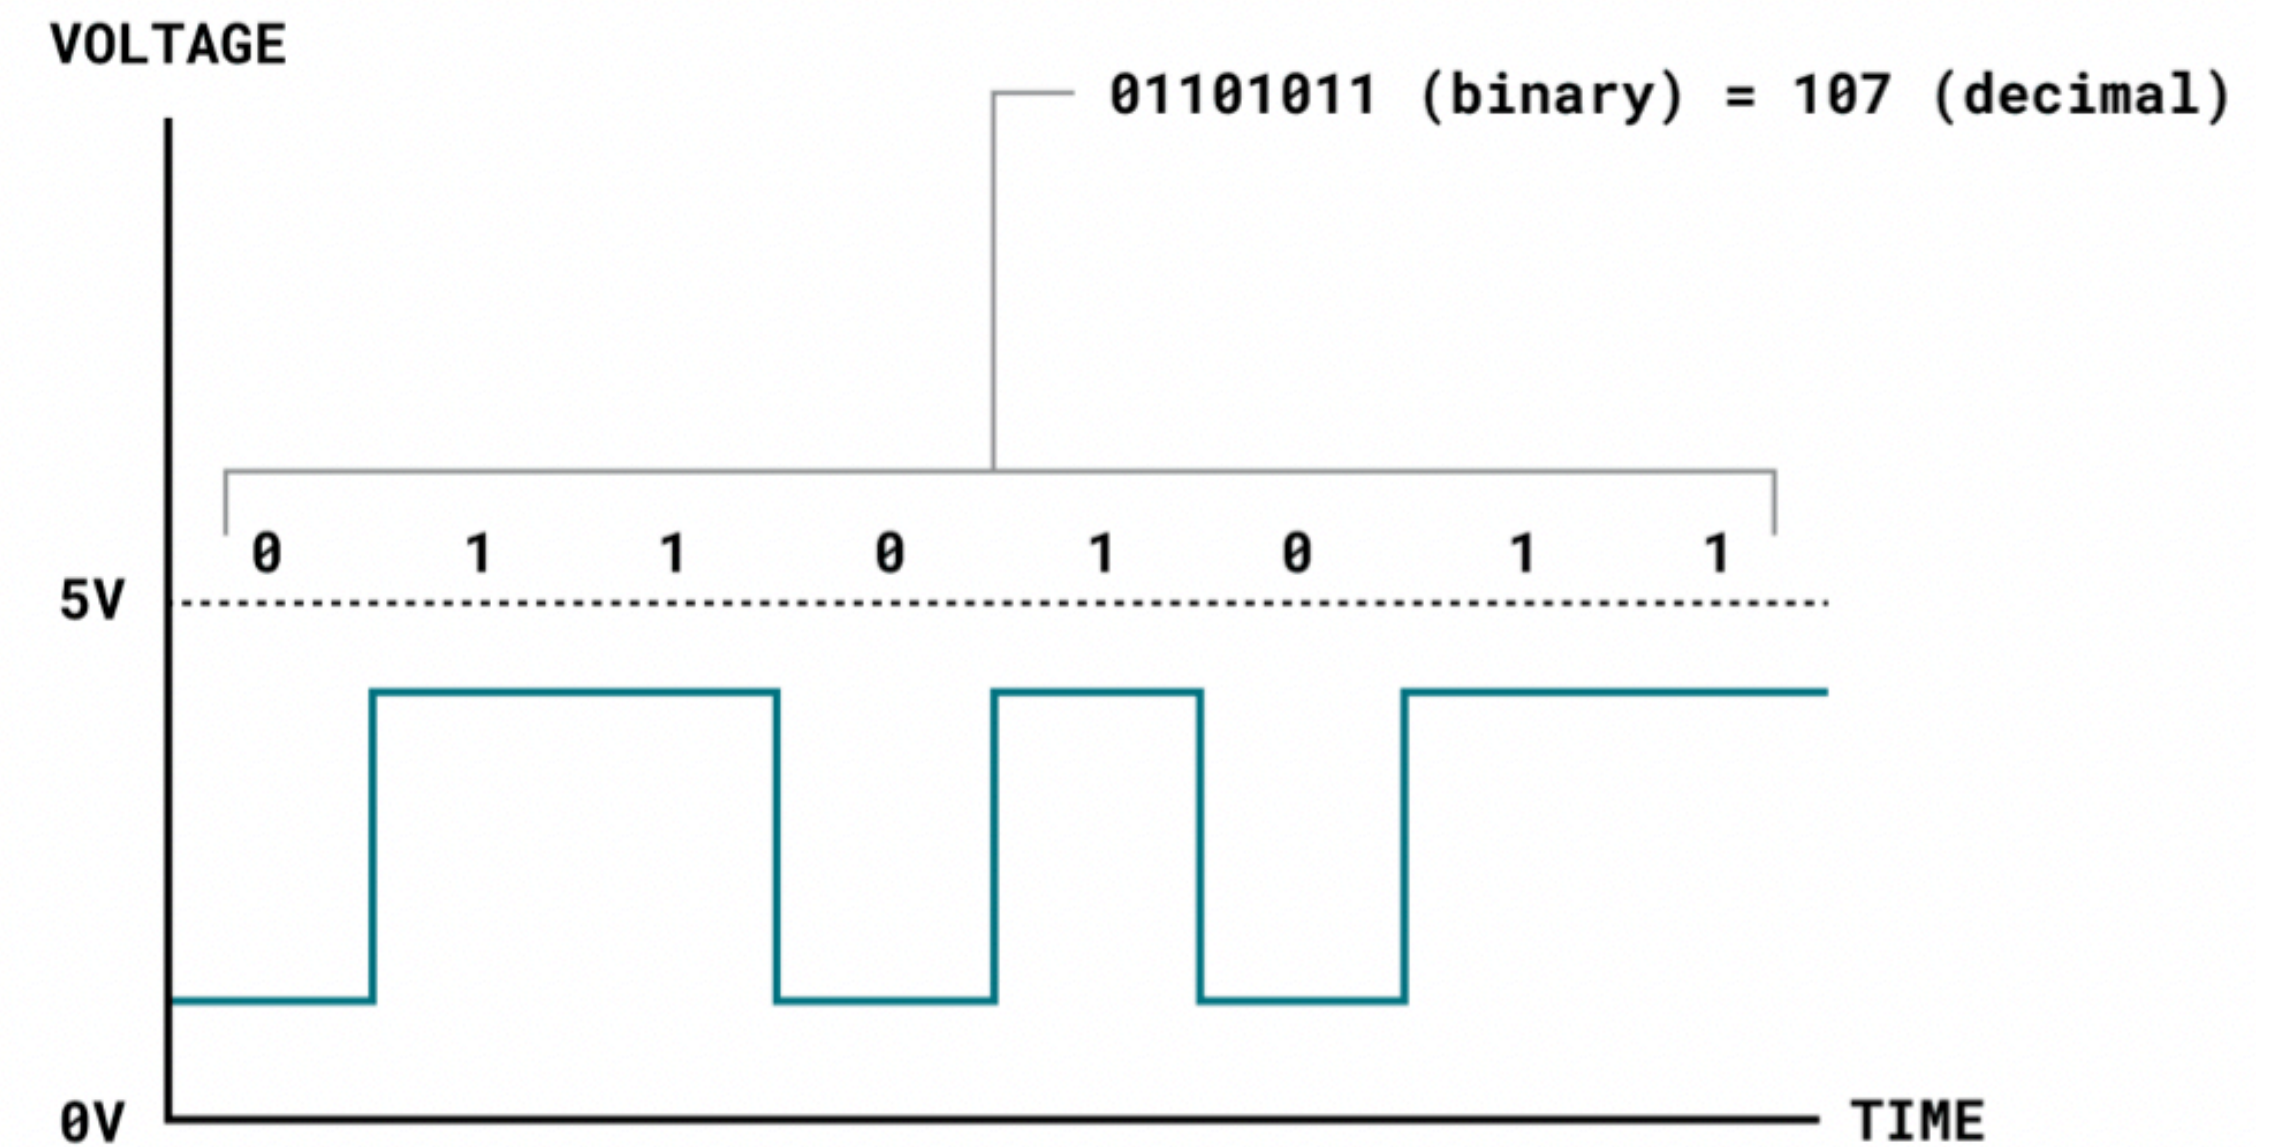 VOLTAGE
01101011 (binary) = 107 (decimal)
0 1 1 0 1 0 1 1
5V
0V
TIME